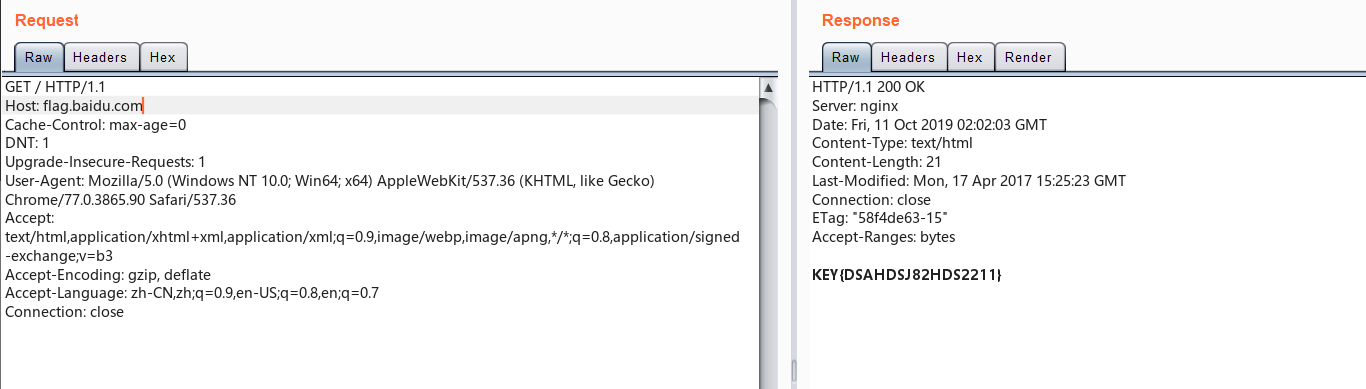 Request
Raw Headers Hex
GET / HTTP/1.1
Host: flag.baidu.com
Cache-Control: max-age=0
DNT: 1
Upgrade-Insecure-Requests: 1
User-Agent: Mozilla/5.0 (Windows NT 10.0; Win64; x64) AppleWebKit/537.36 (KHTML, like Gecko)
Chrome/77.0.3865.90 Safari/537.36
Accept:
text/html,application/xhtml+xml,application/xml;q=0.9,image/webp,image/apng,*/*;q=0.8,application/signed
-exchange;v=b3
Accept-Encoding: gzip, deflate
Accept-Language: zh-CN,zh;q=0.9,en-US;q=0.8,en;q=0.7
Connection: close
Response
Raw Headers Hex Render
HTTP/1.1 200 OK
Server: nginx
Date: Fri, 11 Oct 2019 02:02:03 GMT
Content-Type: text/html
Content-Length: 21
Last-Modified: Mon, 17 Apr 2017 15:25:23 GMT
Connection: close
ETag: "58f4de63-15"
Accept-Ranges: bytes
KEY{DSAHDSJ82HDS2211}